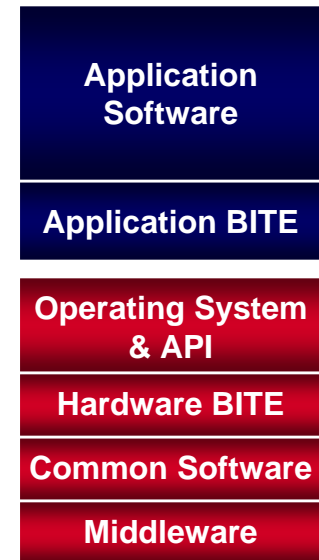 Application
Software
Application BITE
Operating System
& API
Hardware BITE
Common Software
Middleware